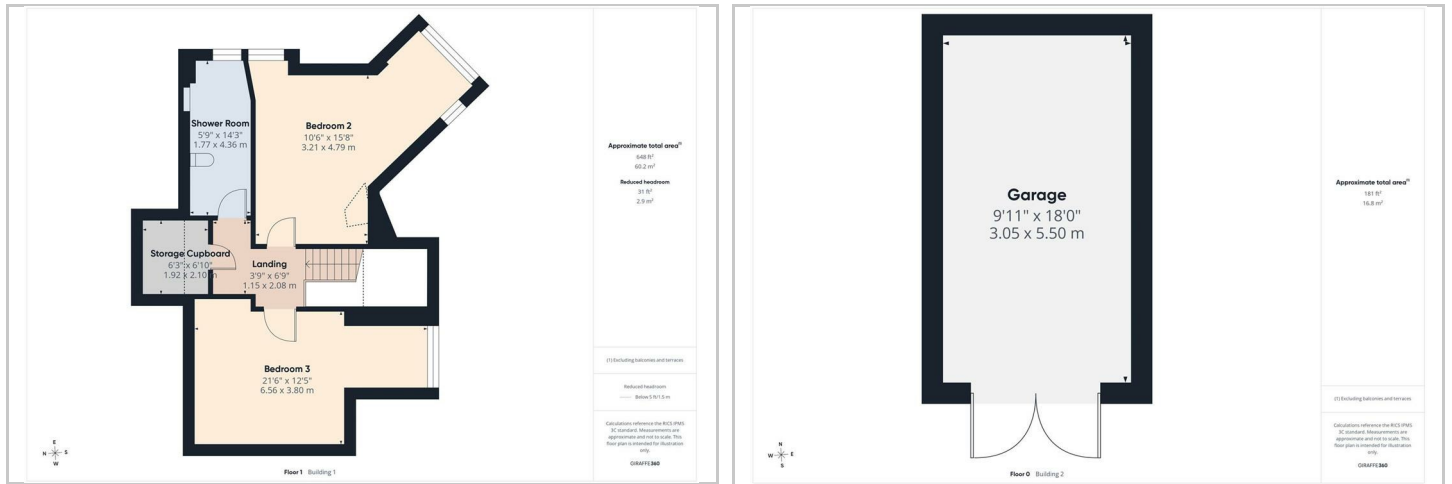 Shower Room
5'9" x 14'3"
1.77 x 4.36 m
Bedroom 2
10'6" x 15'8"
3.21 x 4.79 m
Storage Cupboard
6'3" x 6'10"
1.92 x 2.10 m
Landing
3'9" x 6'9"
1.15 x 2.08 m
Bedroom 3
21'6" x 12'5"
6.56 x 3.80 m
E
N S
W
Floor 1 Building 1
Approximate total area(1)
648 ft²
60.2 m²
Reduced headroom
31 ft²
2.9 m²
(1) Excluding balconies and terraces
Reduced headroom
Below 5 ft/1.5 m
Calculations reference the RICS IPMS
3C standard. Measurements are
approximate and not to scale. This
floor plan is intended for illustration
only.
GIRAFFE360
Garage
9'11" x 18'0"
3.05 x 5.50 m
N
W E
S
Floor 0 Building 2
Approximate total area(1)
181 ft²
16.8 m²
(1) Excluding balconies and terraces
Calculations reference the RICS IPMS
3C standard. Measurements are
approximate and not to scale. This
floor plan is intended for illustration
only.
GIRAFFE360